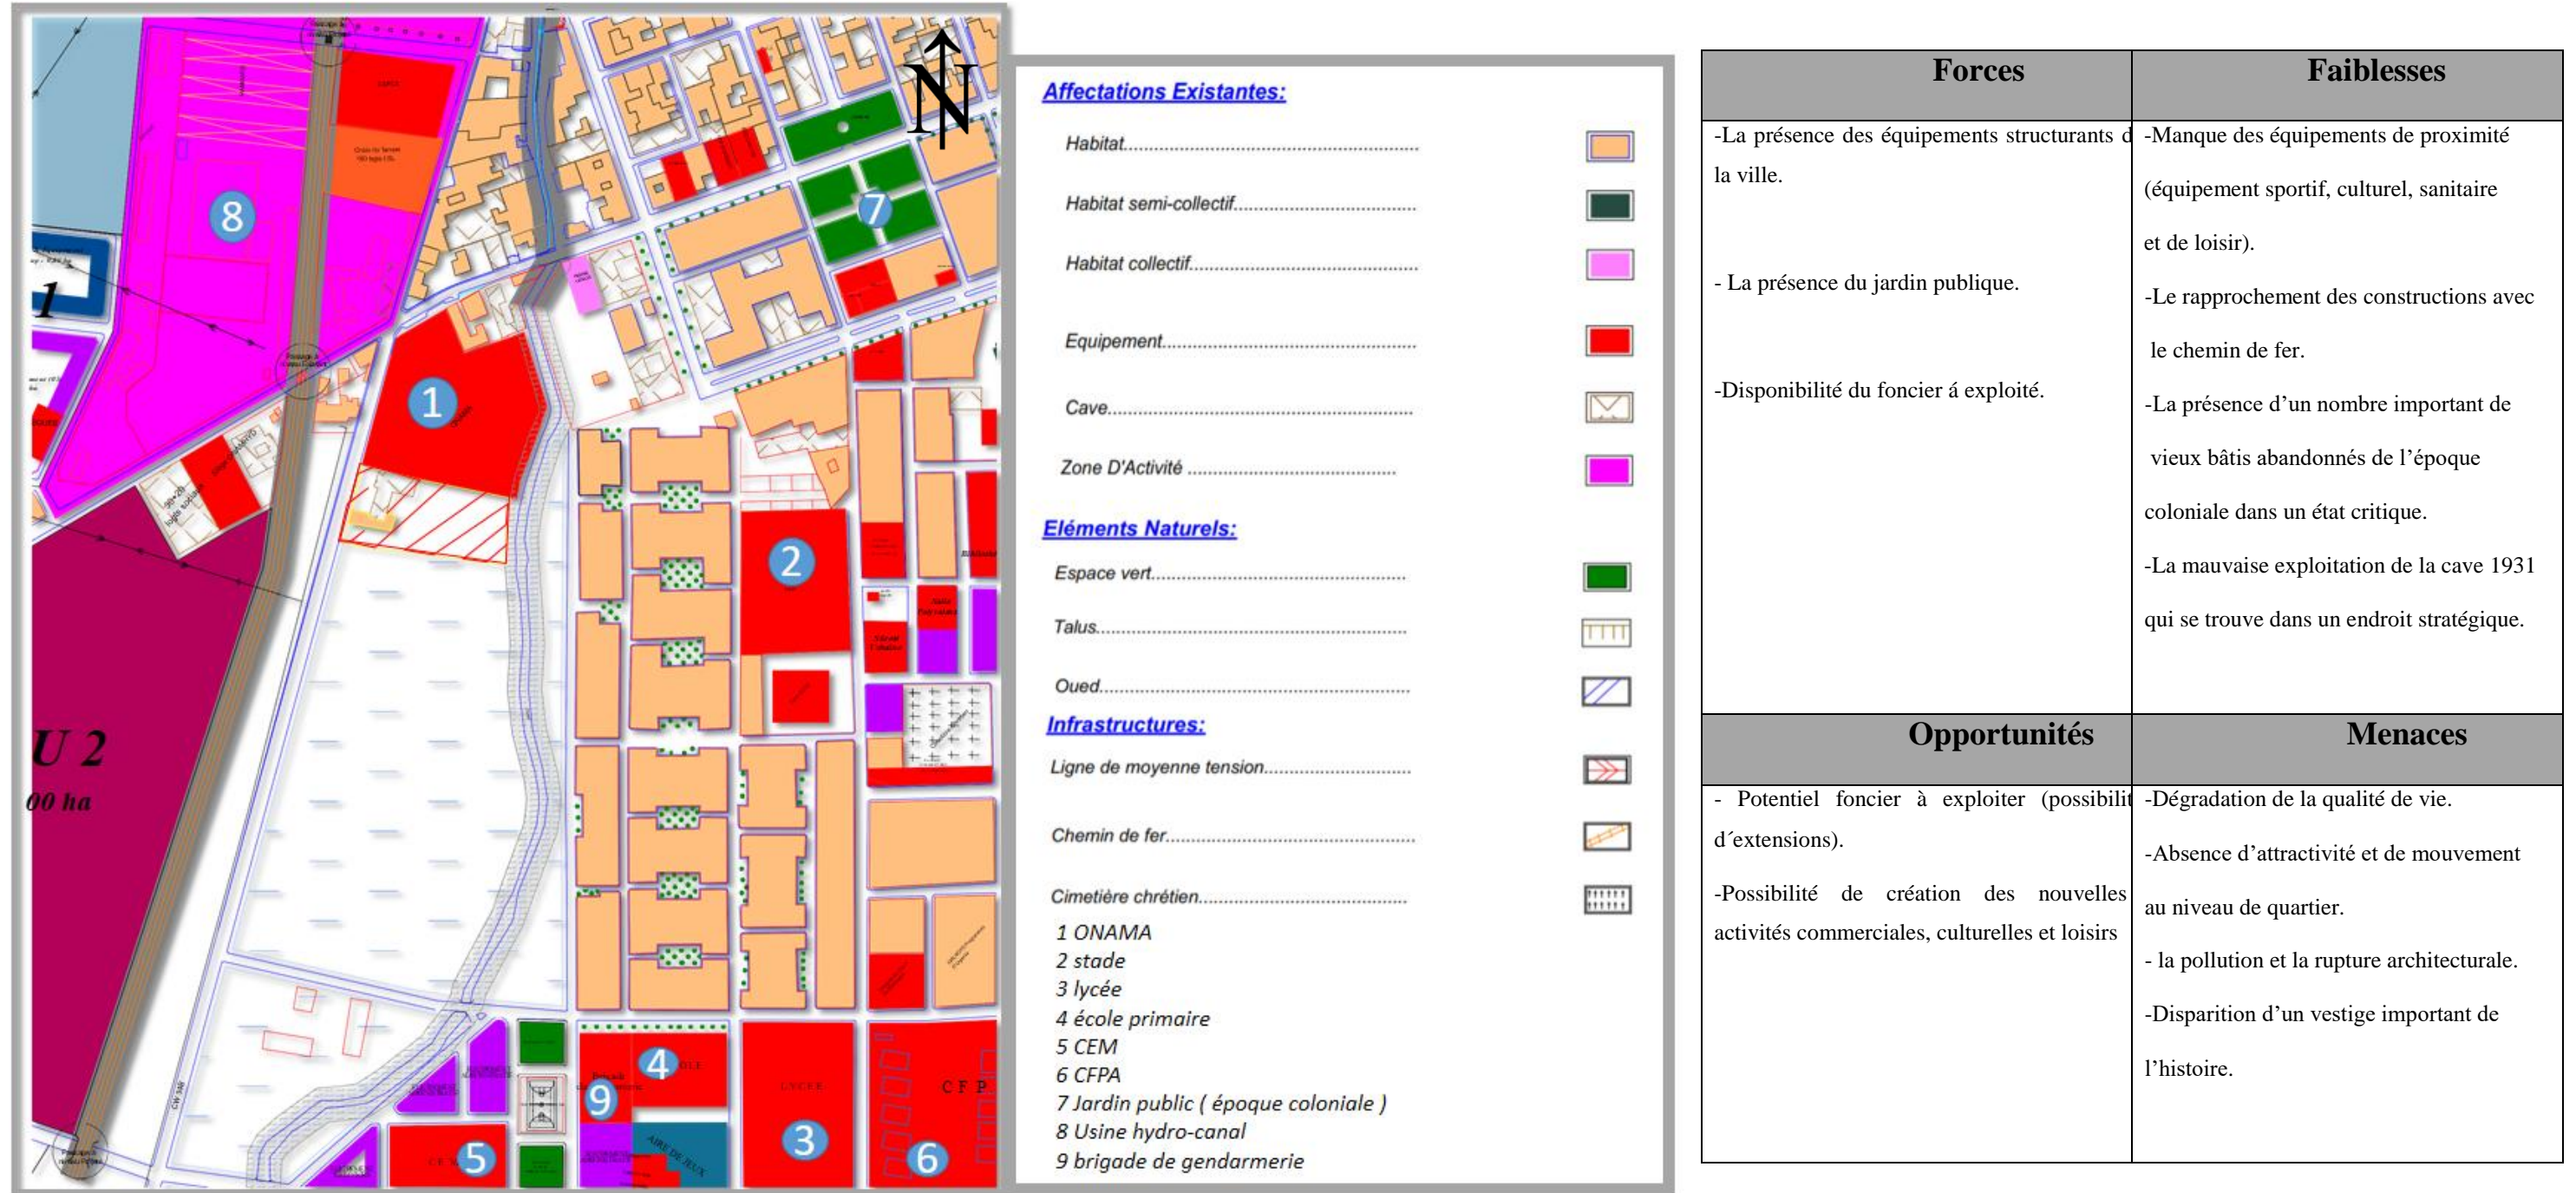 N
8
7
1
1
2
U 2
00 ha
CW
4
9
LYCEE
C F P
3
6
5
AIRE DE JEUX
Affectations Existantes:
Habitat
Habitat semi-collectif
Habitat collectif
Equipement
Cave
Zone D'Activité
Eléments Naturels:
Espace vert
Talus
Oued
Infrastructures:
Ligne de moyenne tension
Chemin de fer
Cimetière chrétien
1 ONAMA
2 stade
3 lycée
4 école primaire
5 CEM
6 CFPA
7 Jardin public ( époque coloniale )
8 Usine hydro-canal
9 brigade de gendarmerie
Forces
Faiblesses
-La présence des équipements structurants d
la ville.
- La présence du jardin publique.
-Disponibilité du foncier á exploité.
-Manque des équipements de proximité
(équipement sportif, culturel, sanitaire
et de loisir).
-Le rapprochement des constructions avec
le chemin de fer.
-La présence d’un nombre important de
vieux bâtis abandonnés de l’époque
coloniale dans un état critique.
-La mauvaise exploitation de la cave 1931
qui se trouve dans un endroit stratégique.
Opportunités
Menaces
- Potentiel foncier à exploiter (possibilit
d´extensions).
-Possibilité de création des nouvelles
activités commerciales, culturelles et loisirs
-Dégradation de la qualité de vie.
-Absence d’attractivité et de mouvement
au niveau de quartier.
- la pollution et la rupture architecturale.
-Disparition d’un vestige important de
l’histoire.